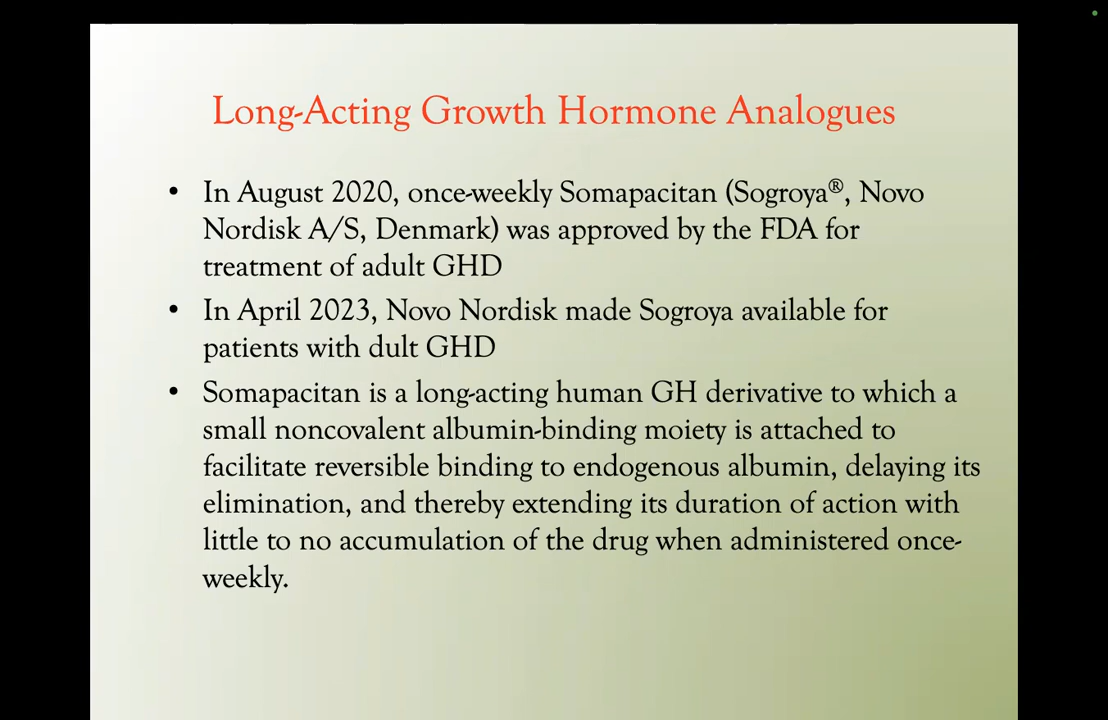 Long-Acting Growth Hormone Analogues
• In August 2020, once-weekly Somapacitan (Sogroya®, Novo
Nordisk A/S, Denmark) was approved by the FDA for
treatment of adult GHD
• In April 2023, Novo Nordisk made Sogroya available for
patients with dult GHD
• Somapacitan is a long-acting human GH derivative to which a
small noncovalent albumin-binding moiety is attached to
facilitate reversible binding to endogenous albumin, delaying its
elimination, and thereby extending its duration of action with
little to no accumulation of the drug when administered once-
weekly.